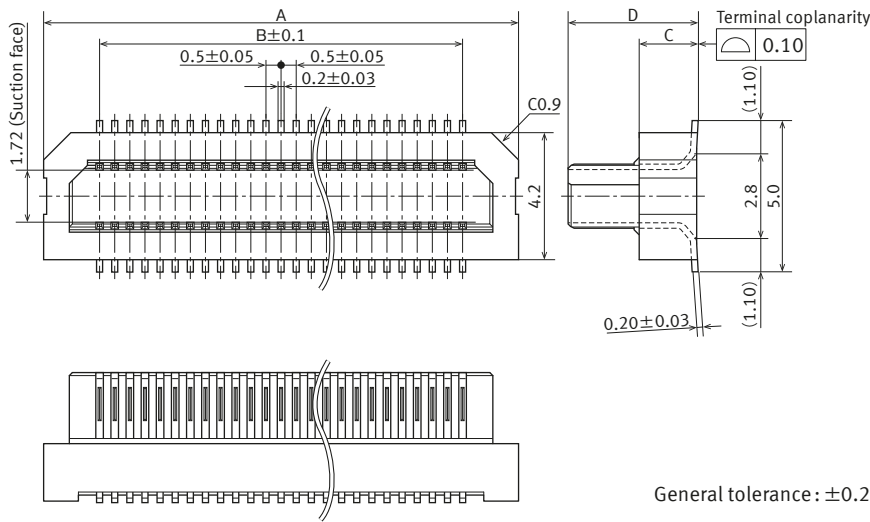 A
B±0.1
0.5±0.05
0.5±0.05
0.2±0.03
C0.9
1.72 (Suction face)
4.2
D
C
Terminal coplanarity
0.10
(1.10)
2.8
5.0
(1.10)
0.20±0.03
General tolerance: ±0.2